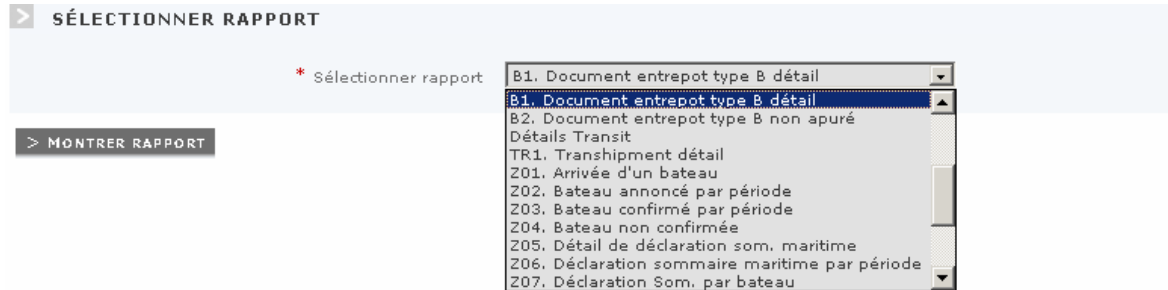 > SÉLECTIONNER RAPPORT
* Sélectionner rapport B1. Document entrepot type B détail
B1. Document entrepot type B détail
B2. Document entrepot type B non apuré
Détails Transit
TR1. Transhipment détail
Z01. Arrivée d'un bateau
Z02. Bateau annoncé par période
Z03. Bateau confirmé par période
Z04. Bateau non confirmée
Z05. Détail de déclaration som. maritime
Z06. Déclaration sommaire maritime par période
Z07. Déclaration Som. par bateau
> MONTRER RAPPORT